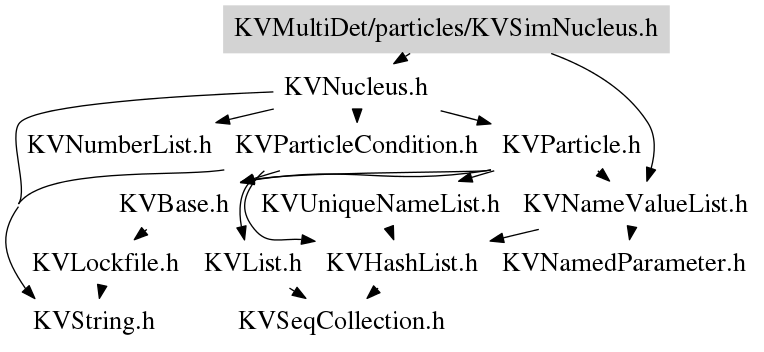 KVMultiDet/particles/KVSimNucleus.h
KVNucleus.h
KVNumberList.h
KVParticleCondition.h
KVParticle.h
KVBase.h
KVUniqueNameList.h
KVNameValueList.h
KVLockfile.h
KVList.h
KVHashList.h
KVNamedParameter.h
KVString.h
KVSeqCollection.h